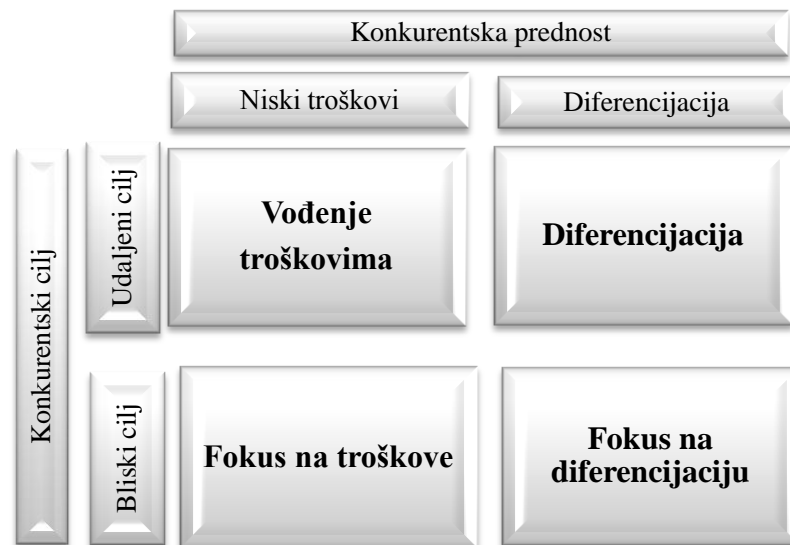 Konkurentska prednost
Niski troškovi
Diferencijacija
Konkurentski cilj
Udaljeni cilj
Vođenje
troškovima
Diferencijacija
Bliski cilj
Fokus na troškove
Fokus na
diferencijaciju